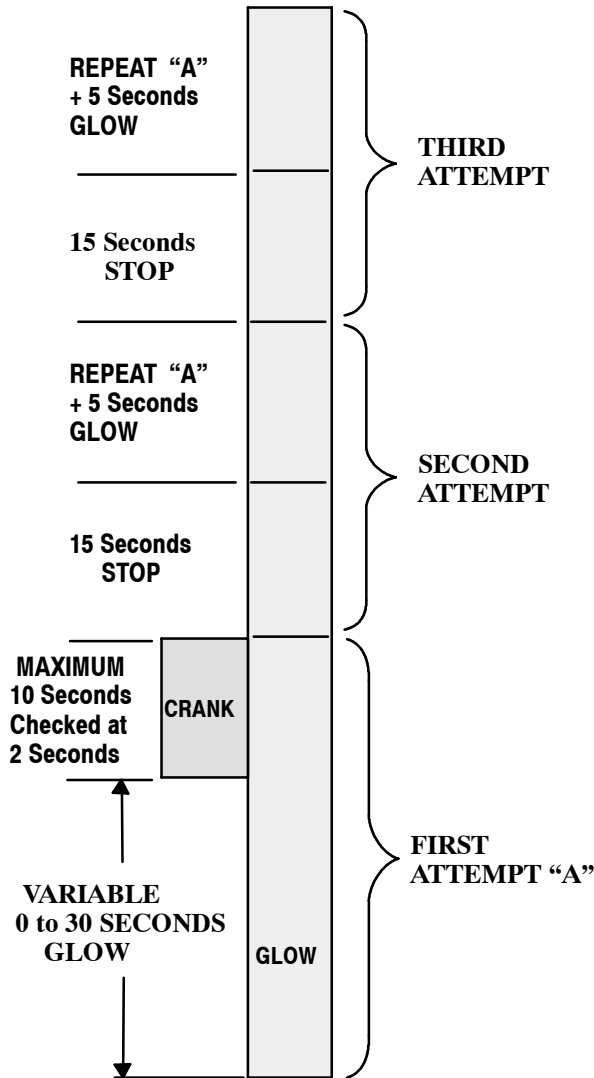 REPEAT “A”
+ 5 Seconds
GLOW
THIRD
ATTEMPT
15 Seconds
STOP
REPEAT “A”
+ 5 Seconds
GLOW
SECOND
ATTEMPT
15 Seconds
STOP
MAXIMUM
10 Seconds
Checked at
2 Seconds
CRANK
FIRST
ATTEMPT “A”
VARIABLE
0 to 30 SECONDS
GLOW
GLOW